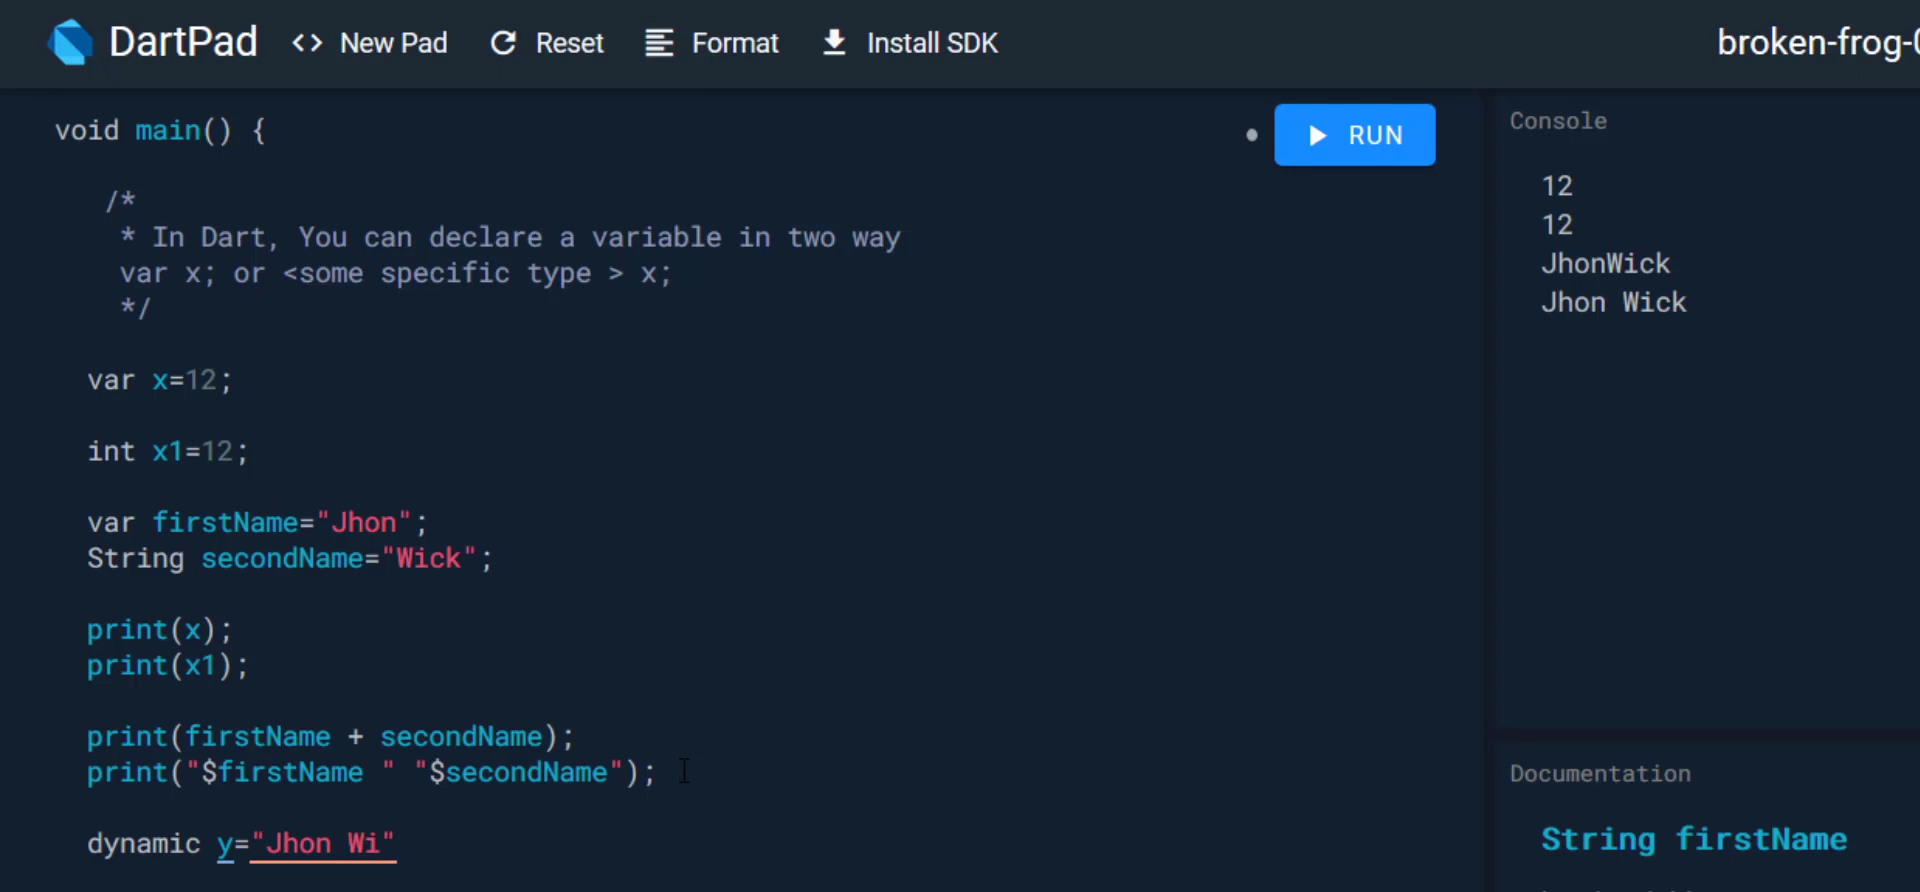 DartPad <> New Pad Reset Format Install SDK broken-frog-
void main() {
RUN
/*
* In Dart, You can declare a variable in two way
var x; or <some specific type > x;
*/
var x=12;
int x1=12;
var firstName="Jhon";
String secondName="Wick";
print(x);
print(x1);
print(firstName + secondName);
print("$firstName " "$secondName");
dynamic y="Jhon Wi"
Console
12
12
JhonWick
Jhon Wick
Documentation
String firstName